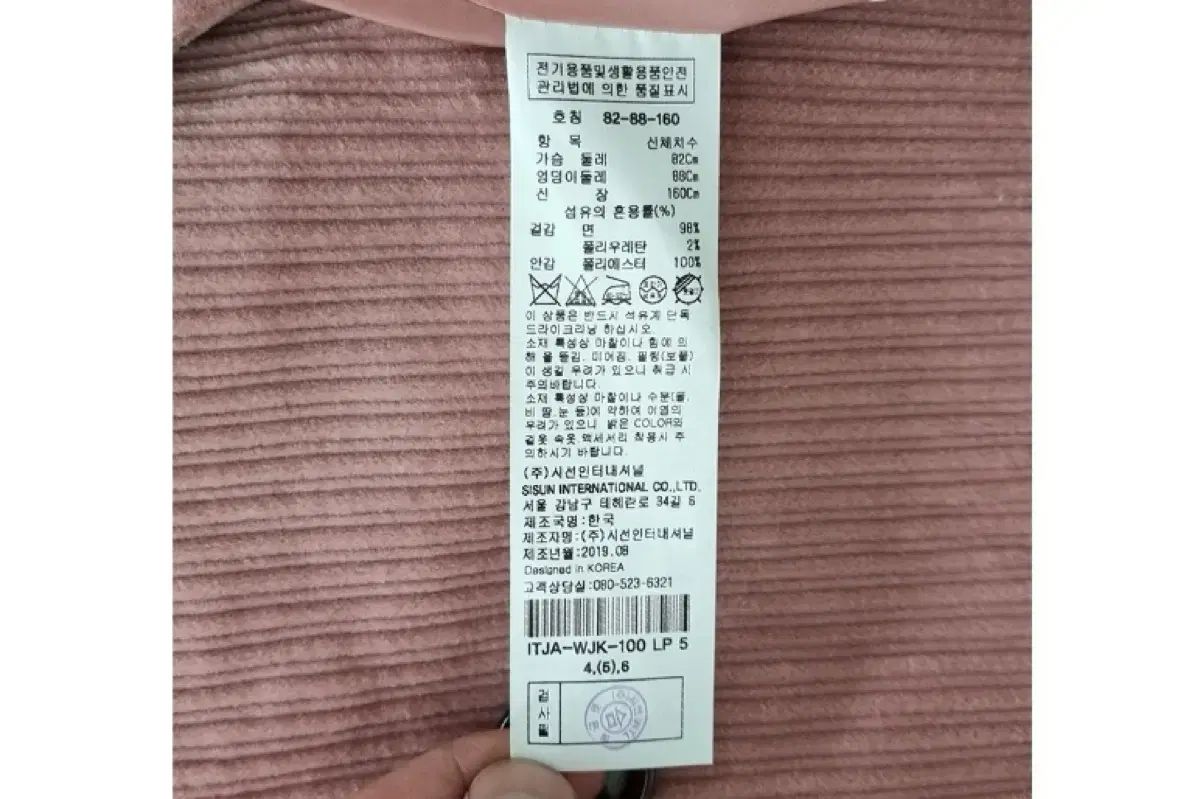 전기용품및생활용품안전
관리법에 의한 품질표시
호칭 82-88-160
항 목 신체치수
가슴 둘레 82Cm
엉덩이둘레 88Cm
신 장 160Cm
섬유의 혼용률(%)
겉감 면 98%
폴리우레탄 2%
안감 폴리에스터 100%
이 상품은 반드시 석유계 단독
드라이크리닝 하십시오.
소재 특성상 마찰이나 힘에 의
해 올 뜯김, 미어짐, 필링(보풀)
이 생길 우려가 있으니 취급 시
주의바랍니다.
소재 특성상 마찰이나 수분(물,
비 땀,눈 등)에 약하여 이염의
우려가 있으니 밝은 COLOR의
겉옷 속옷 액세서리 착용시 주
의하시기 바랍니다.
(주)시선인터내셔널
SISUN INTERNATIONAL CO.,LTD.
서울 강남구 테헤란로 34길 6
제조국명:한국
제조자명:(주)시선인터내셔널
제조년월:2019.08
Designed in KOREA
고객상담실:080-523-6321
ITJA-WJK-100 LP 5
4,(5),6
검사필